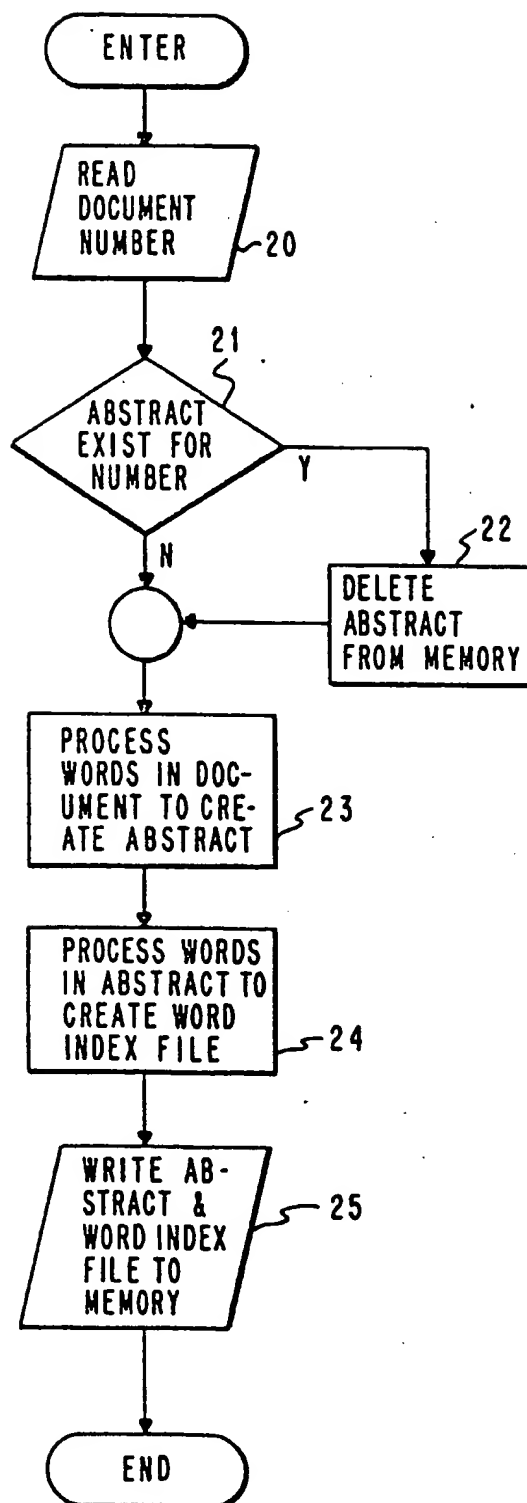 ENTER
READ
DOCUMENT
NUMBER
20
21
ABSTRACT
EXIST FOR
NUMBER
Y
N
22
DELETE
ABSTRACT
FROM MEMORY
PROCESS
WORDS IN DOC-
UMENT TO CRE-
ATE ABSTRACT
23
PROCESS WORDS
IN ABSTRACT TO
CREATE WORD
INDEX FILE
24
WRITE AB-
STRACT &
WORD INDEX
FILE TO
MEMORY
25
END